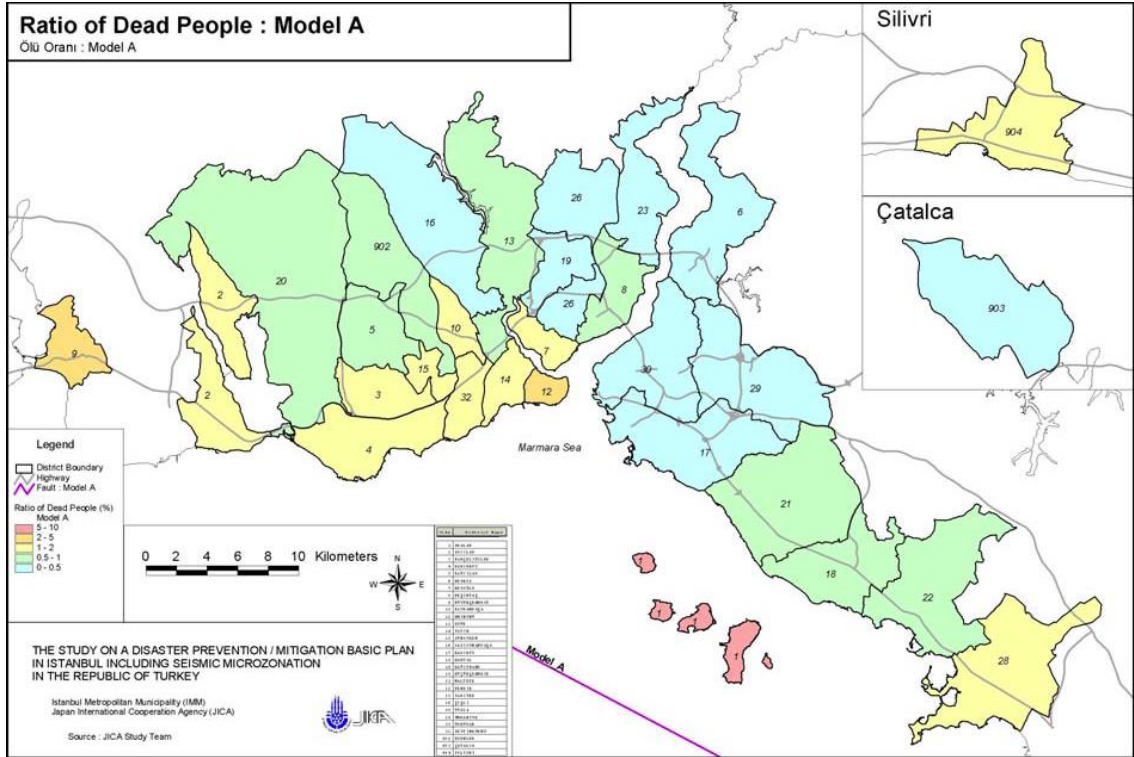 Ratio of Dead People : Model A
Ölü Oranı : Model A
Silivri
904
Çatalca
903
16
13
26
23
6
902
19
20
2
26
8
5
10
9
7
15
30
29
2
3
32
14
12
4
Marmara Sea
17
21
1
1
1
1
18
22
28
Model A
Legend
District Boundary
Highway
Fault : Model A
Ratio of Dead People (%)
Model A
5 - 10
2 - 5
1 - 2
0.5 - 1
0 - 0.5
0 2 4 6 8 10 Kilometers
N
W E
S
THE STUDY ON A DISASTER PREVENTION / MITIGATION BASIC PLAN
IN ISTANBUL INCLUDING SEISMIC MICROZONATION
IN THE REPUBLIC OF TURKEY
Istanbul Metropolitan Municipality (IMM)
Japan International Cooperation Agency (JICA)
JICA
Source : JICA Study Team